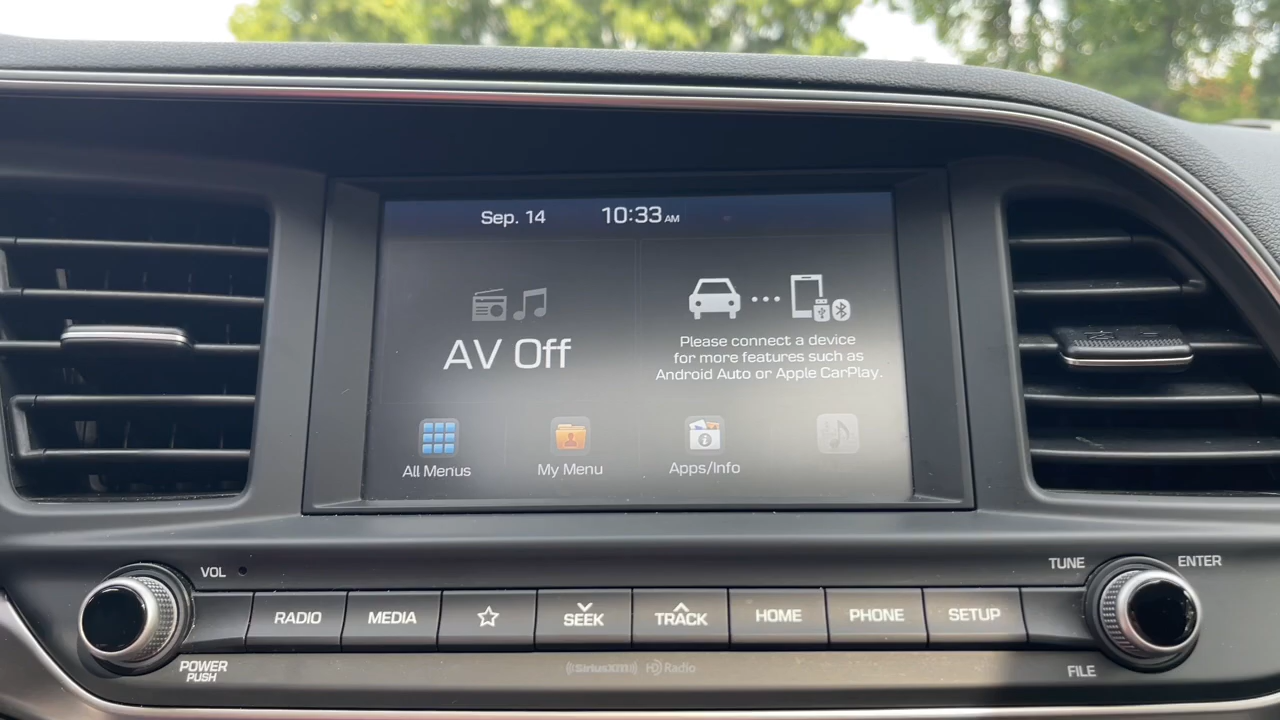 Sep. 14 10:33 AM
AV Off
Please connect a device
for more features such as
Android Auto or Apple CarPlay.
All Menus My Menu Apps/Info
VOL TUNE ENTER
RADIO MEDIA SEEK TRACK HOME PHONE SETUP
POWER
PUSH
SiriusXM HD Radio FILE